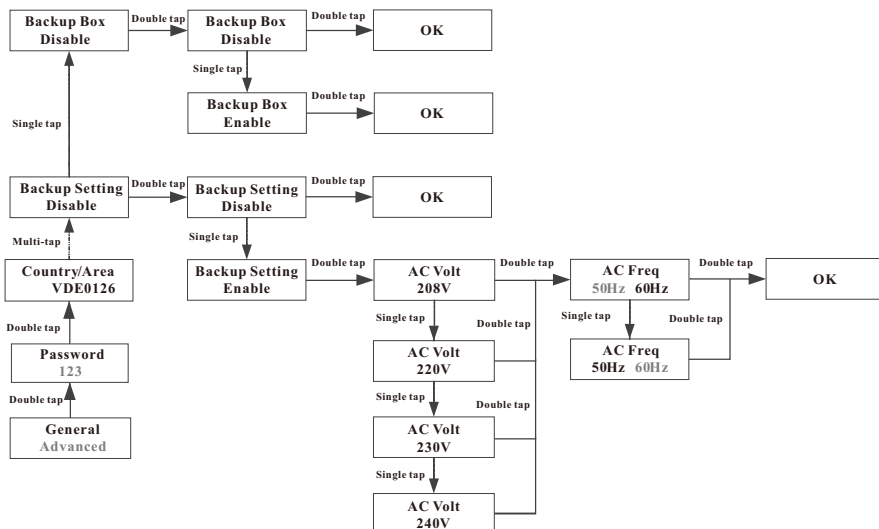 Backup Box
Disable
Double tap
Backup Box
Disable
Double tap
OK
Single tap
Backup Box
Enable
Double tap
OK
Single tap
Backup Setting
Disable
Double tap
Backup Setting
Disable
Double tap
OK
Multi-tap
Single tap
Country/Area
VDE0126
Backup Setting
Enable
Double tap
AC Volt
208V
Double tap
AC Freq
50Hz 60Hz
Double tap
OK
Single tap
Double tap
Single tap
Double tap
Double tap
Password
123
AC Volt
220V
AC Freq
50Hz 60Hz
Double tap
Single tap
Double tap
General
Advanced
AC Volt
230V
Single tap
AC Volt
240V